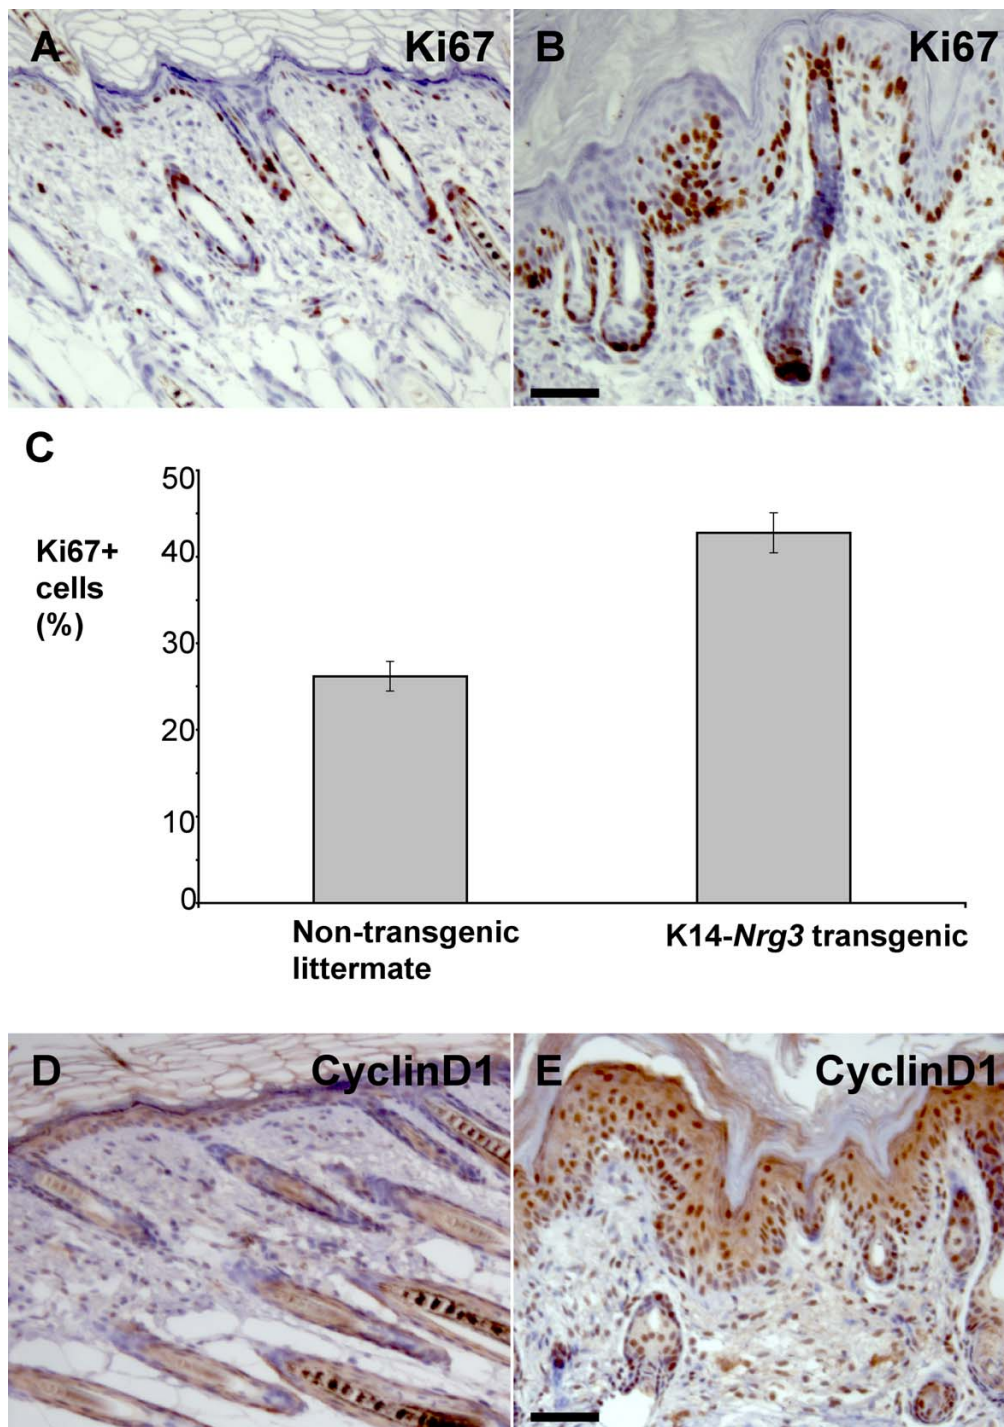 A
Ki67
B
Ki67
C
50
40
30
20
10
0
Ki67+
cells
(%)
Non-transgenic
littermate
K14-Nrg3 transgenic
D
CyclinD1
E
CyclinD1